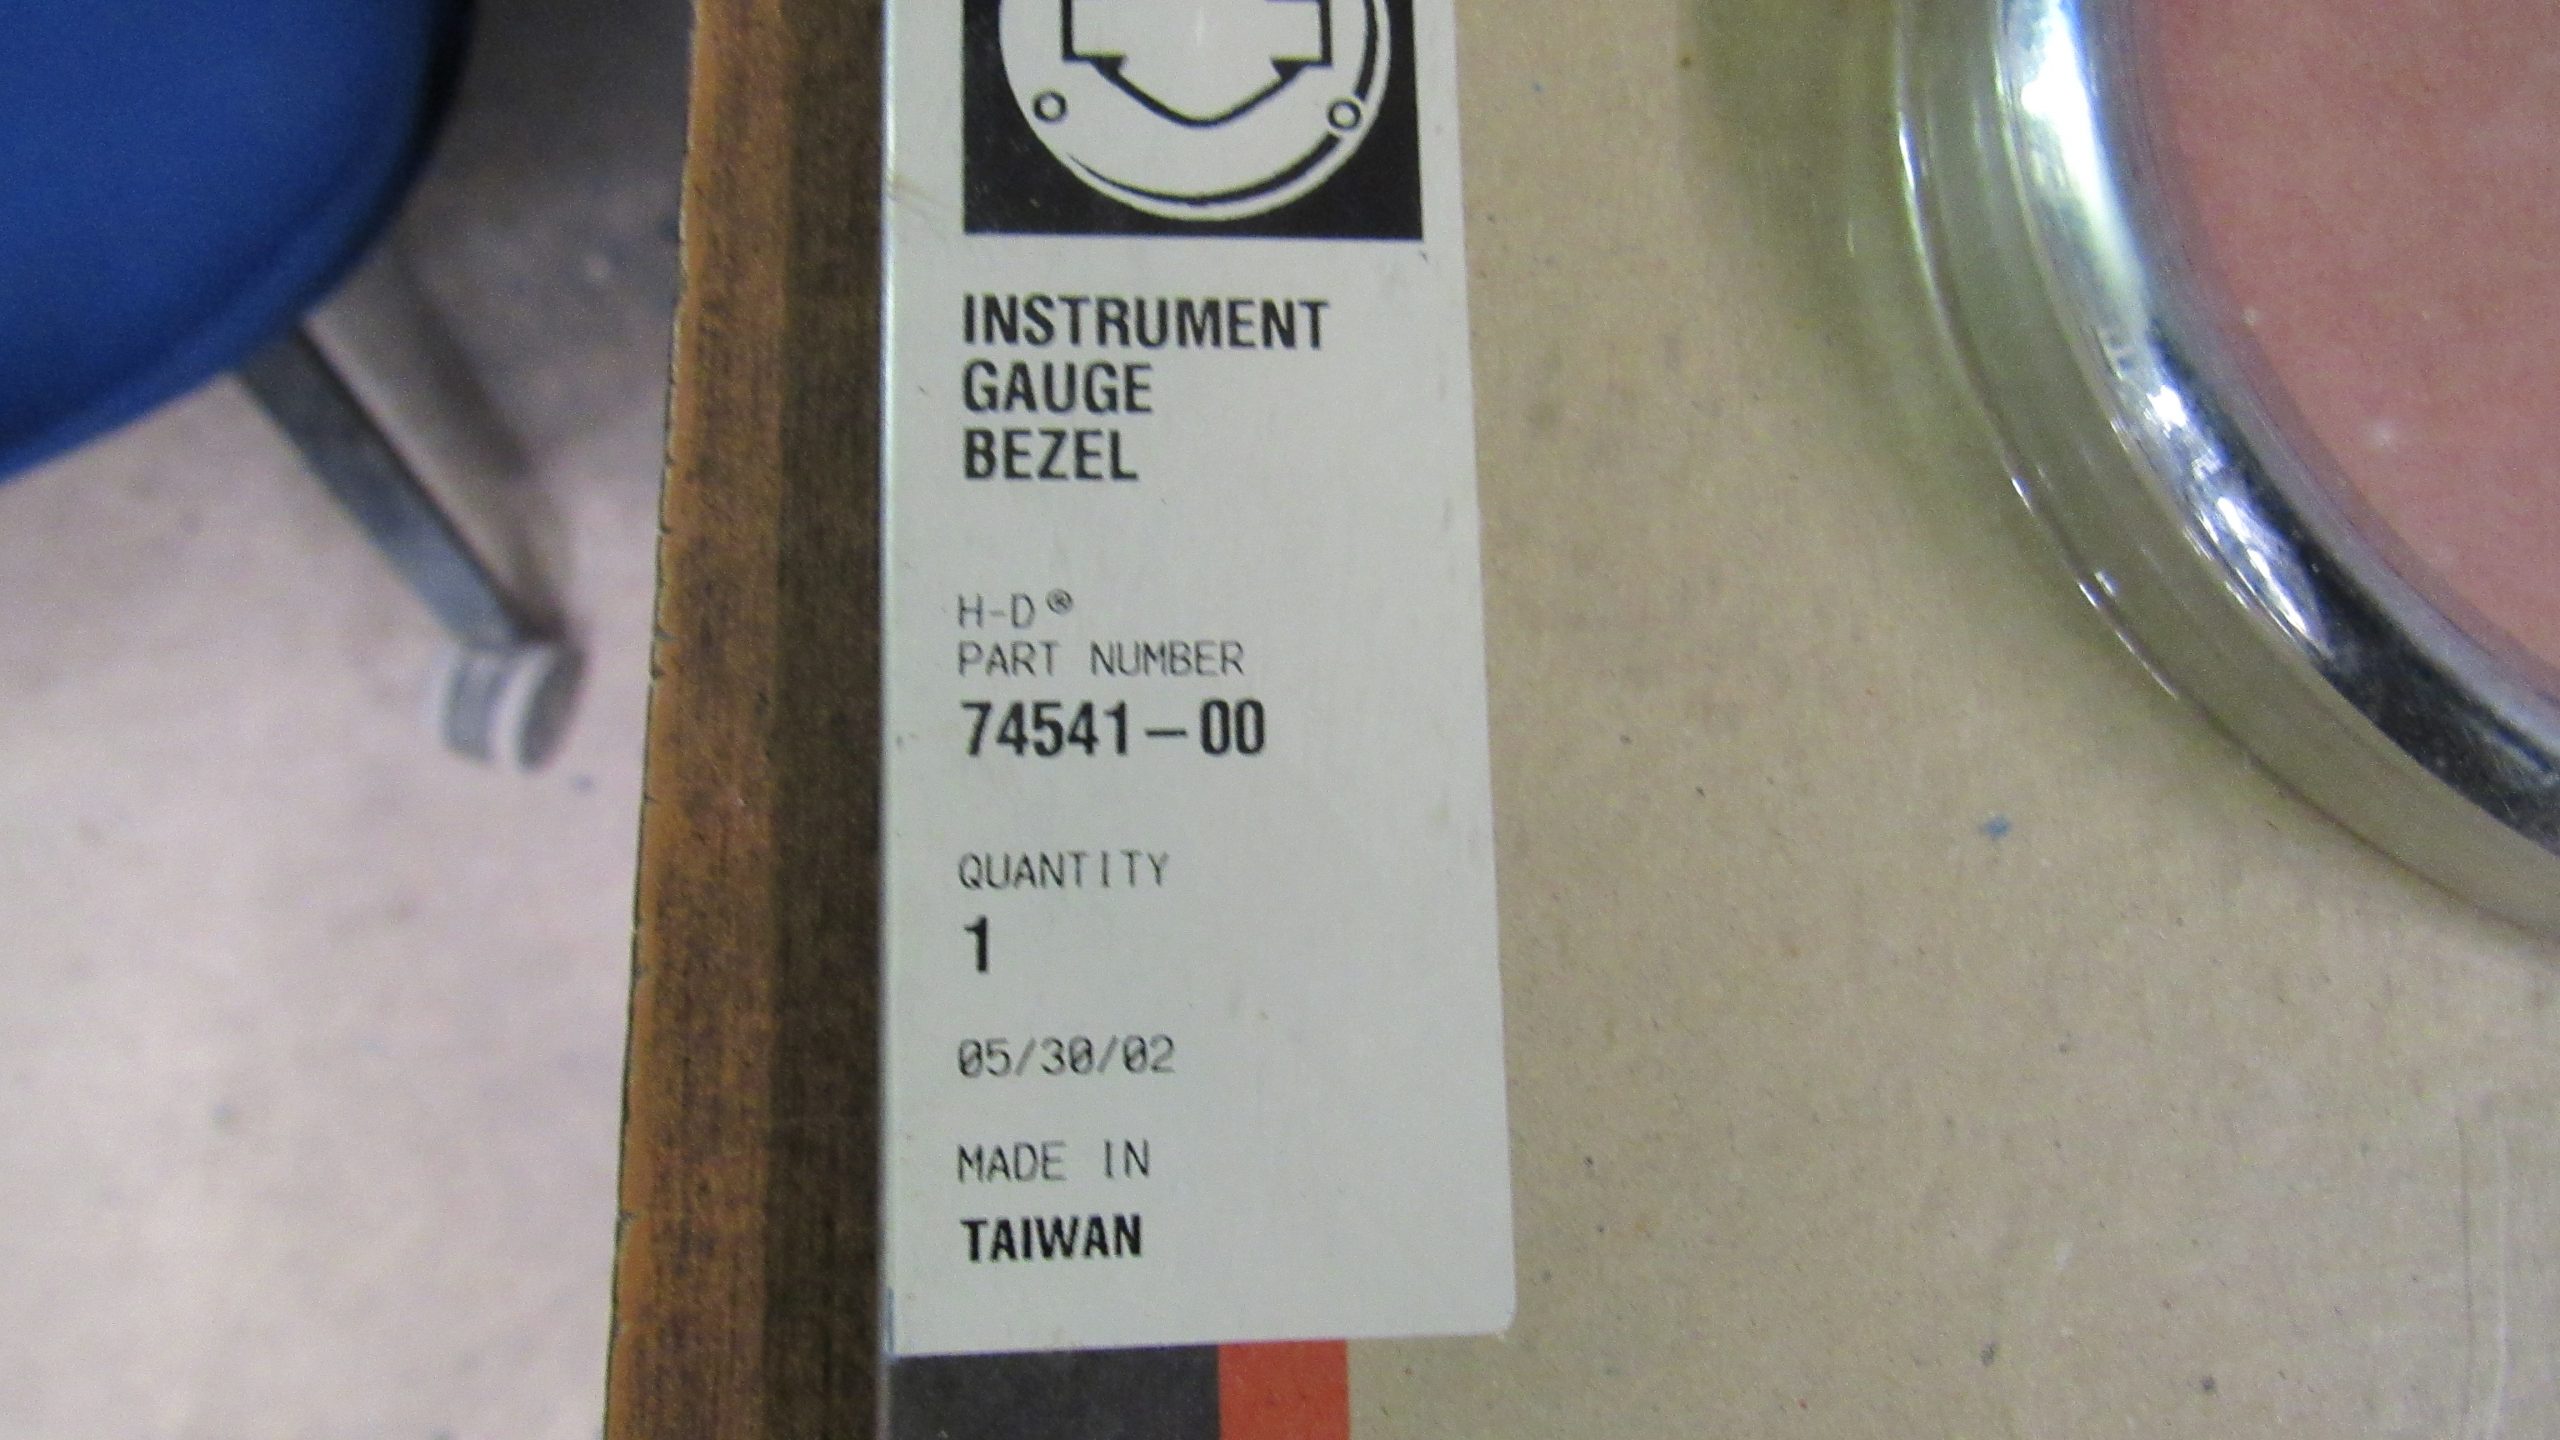 INSTRUMENT
GAUGE
BEZEL
H-D®
PART NUMBER
74541-00
QUANTITY
1
05/30/02
MADE IN
TAIWAN